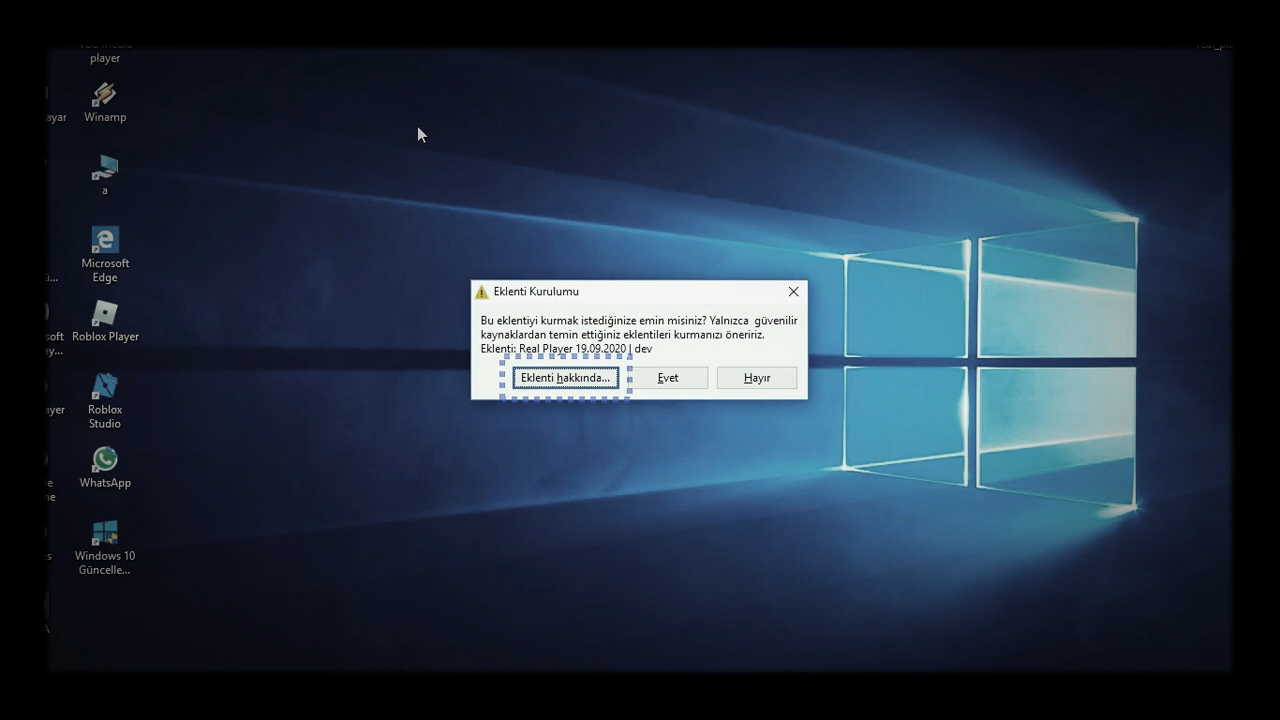 player
Winamp
ayar
a
Microsoft
Edge
Roblox Player
Roblox
Studio
WhatsApp
Windows 10
Güncelle...
Eklenti Kurulumu
Bu eklentiyi kurmak istediğinize emin misiniz? Yalnızca güvenilir
kaynaklardan temin ettiğiniz eklentileri kurmanızı öneririz.
Eklenti: Real Player 19.09.2020 | dev
Eklenti hakkında...
Evet
Hayır